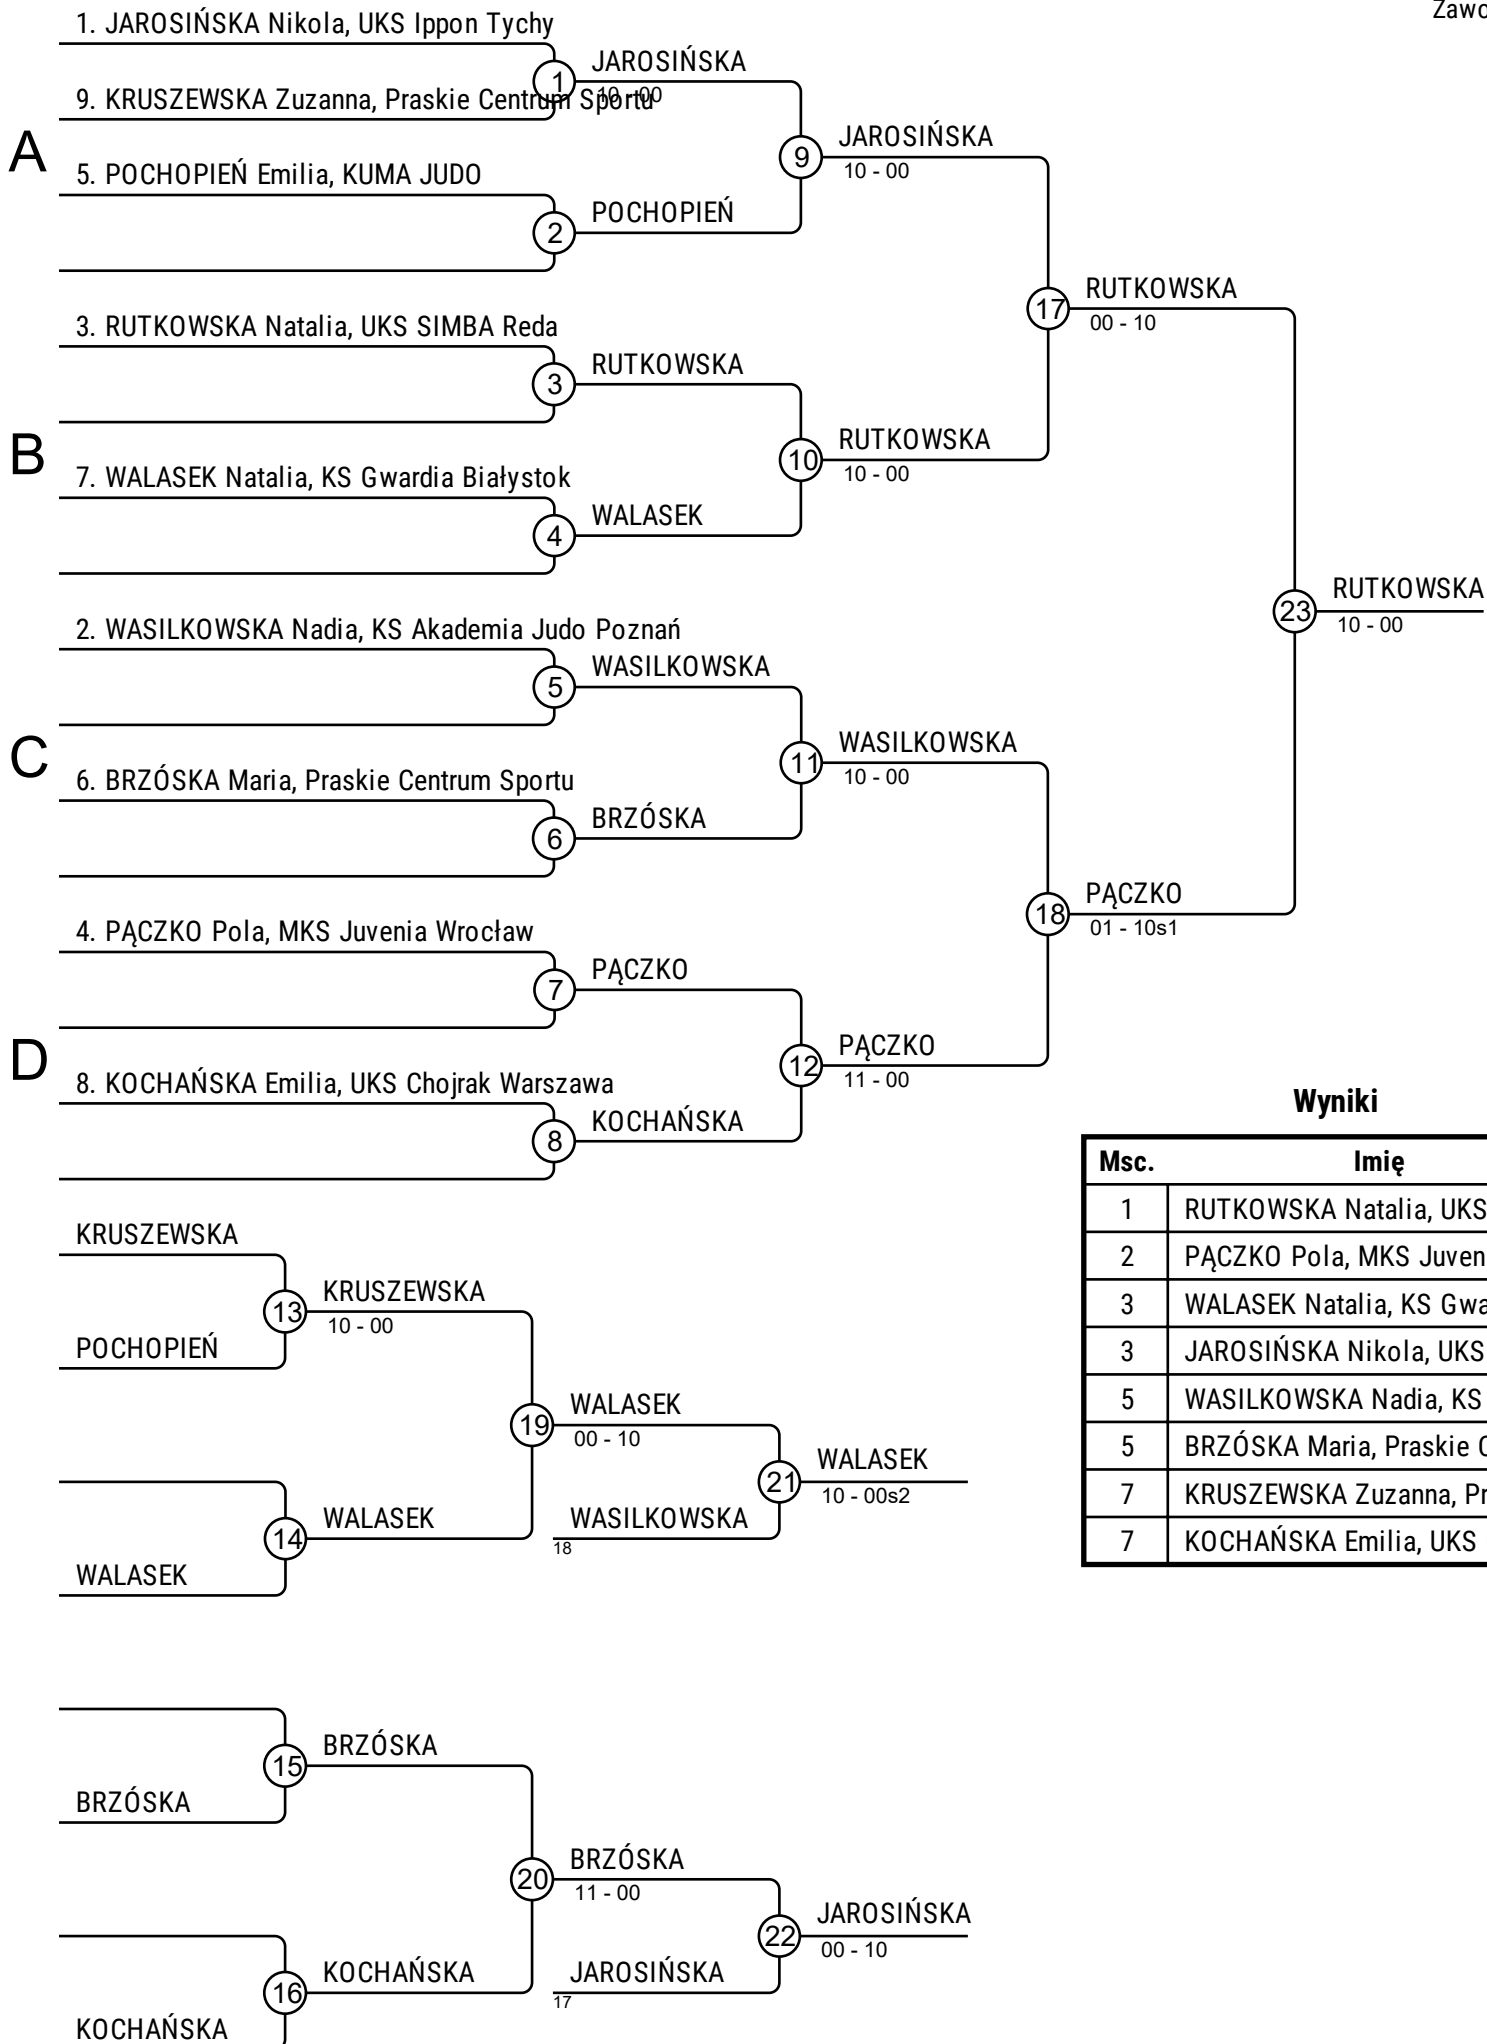 Zawo
1. JAROSIŃSKA Nikola, UKS Ippon Tychy
1
JAROSIŃSKA
10 - 00
9. KRUSZEWSKA Zuzanna, Praskie Centrum Sportu
A
9
JAROSIŃSKA
10 - 00
5. POCHOPIEŃ Emilia, KUMA JUDO
2
POCHOPIEŃ
17
RUTKOWSKA
00 - 10
3. RUTKOWSKA Natalia, UKS SIMBA Reda
3
RUTKOWSKA
B
10
RUTKOWSKA
10 - 00
7. WALASEK Natalia, KS Gwardia Białystok
4
WALASEK
23
RUTKOWSKA
10 - 00
2. WASILKOWSKA Nadia, KS Akademia Judo Poznań
5
WASILKOWSKA
C
11
WASILKOWSKA
10 - 00
6. BRZÓSKA Maria, Praskie Centrum Sportu
6
BRZÓSKA
18
PĄCZKO
01 - 10s1
4. PĄCZKO Pola, MKS Juvenia Wrocław
7
PĄCZKO
D
12
PĄCZKO
11 - 00
8. KOCHAŃSKA Emilia, UKS Chojrak Warszawa
8
KOCHAŃSKA
Wyniki
Msc. Imię
1 RUTKOWSKA Natalia, UKS
2 PĄCZKO Pola, MKS Juven
3 WALASEK Natalia, KS Gwa
3 JAROSIŃSKA Nikola, UKS
5 WASILKOWSKA Nadia, KS
5 BRZÓSKA Maria, Praskie
7 KRUSZEWSKA Zuzanna, Pr
7 KOCHAŃSKA Emilia, UKS
KRUSZEWSKA
13
KRUSZEWSKA
10 - 00
POCHOPIEŃ
19
WALASEK
00 - 10
21
WALASEK
10 - 00s2
14
WALASEK
WASILKOWSKA
18
WALASEK
15
BRZÓSKA
BRZÓSKA
20
BRZÓSKA
11 - 00
22
JAROSIŃSKA
00 - 10
16
KOCHAŃSKA
JAROSIŃSKA
17
KOCHAŃSKA